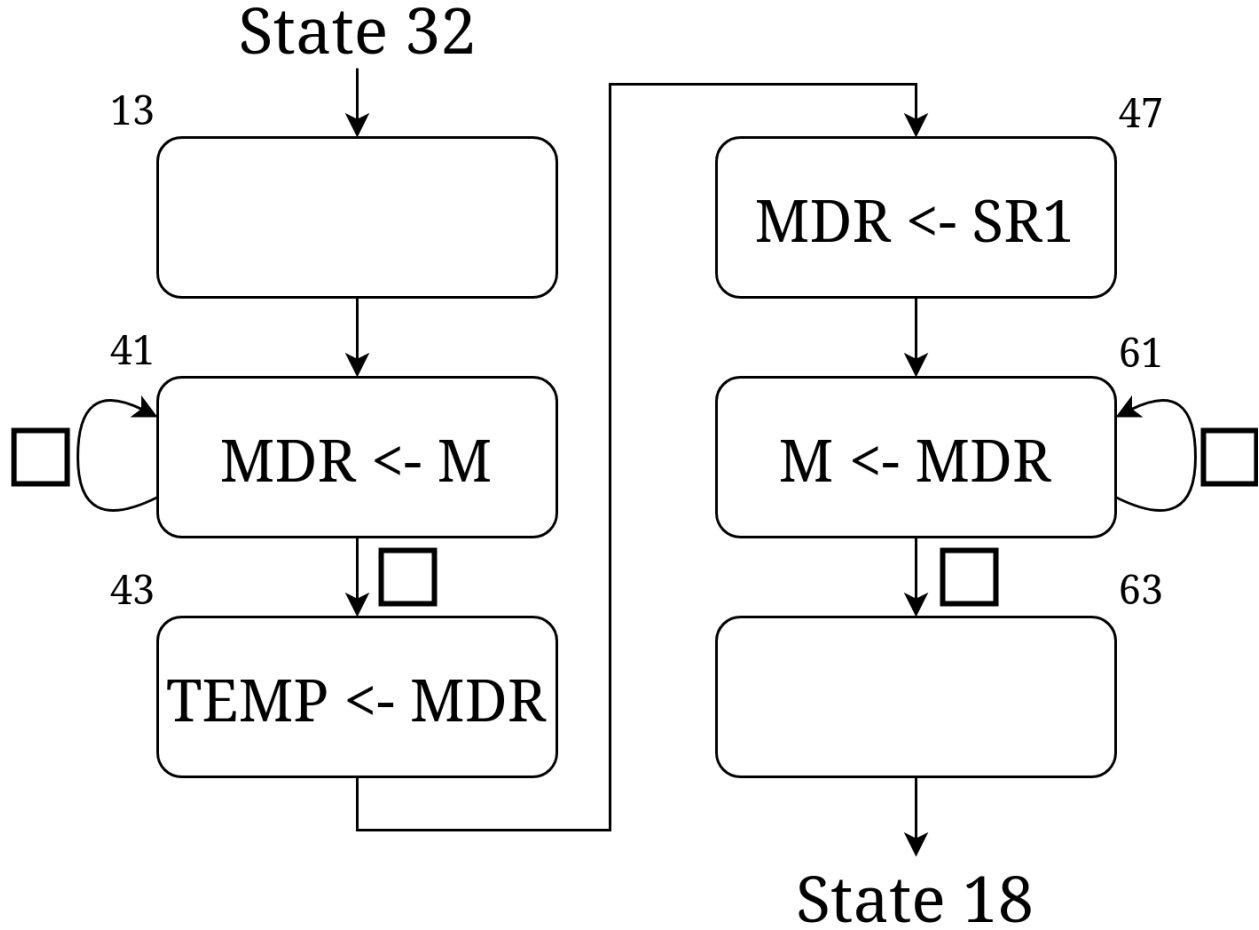 State 32
13
41
MDR <- M
43
TEMP <- MDR
47
MDR <- SR1
61
M <- MDR
63
State 18